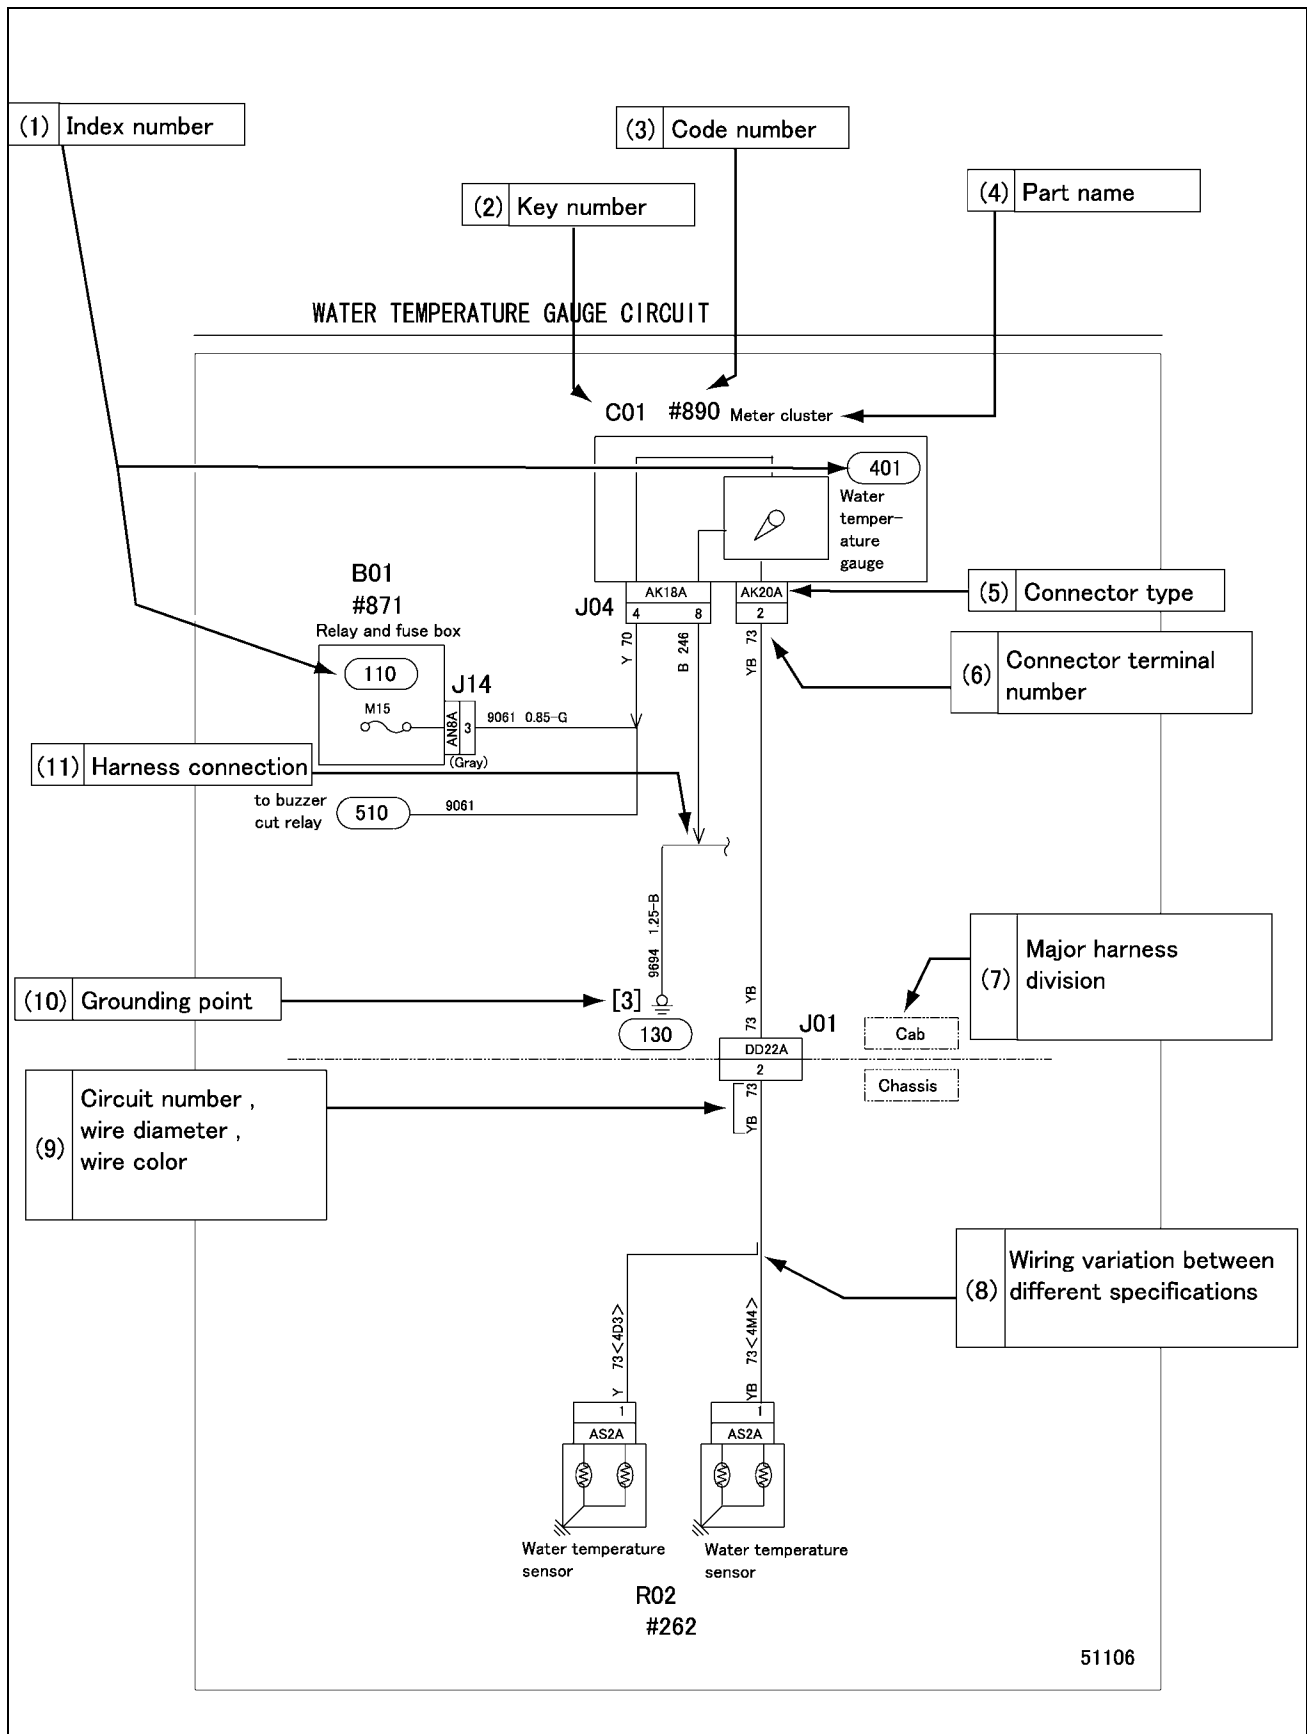 (1) Index number
(3) Code number
(2) Key number
(4) Part name
WATER TEMPERATURE GAUGE CIRCUIT
C01 #890 Meter cluster
401
Water
temper-
ature
gauge
B01
#871
Relay and fuse box
110
M15
J14
AN8A
3
(Gray)
9061 0.85-G
J04
AK18A
4 8
AK20A
2
Y 70
B 246
YB 73
(5) Connector type
(6) Connector terminal
number
(11) Harness connection
to buzzer
cut relay
510
9061
9694 1.25-B
(7) Major harness
division
(10) Grounding point
[3]
130
73 YB
J01
DD22A
2
Cab
Chassis
YB 73
(9) Circuit number ,
wire diameter ,
wire color
(8) Wiring variation between
different specifications
Y 73<4D3>
YB 73<4M4>
1
AS2A
1
AS2A
Water temperature
sensor
Water temperature
sensor
R02
#262
51106